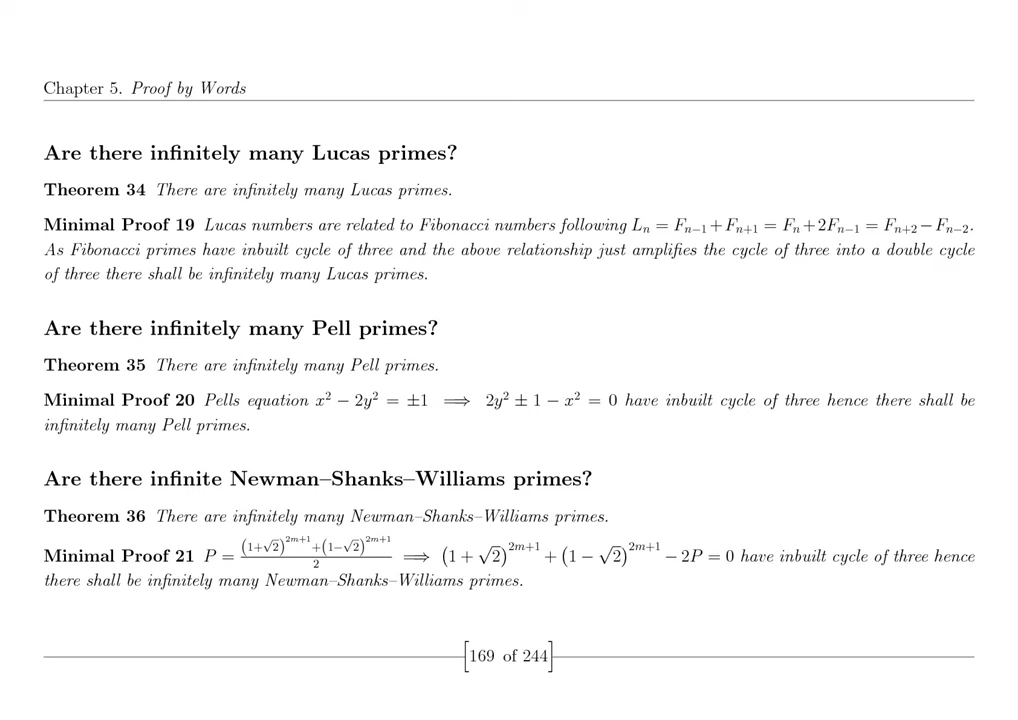 Chapter 5. Proof by Words
Are there infinitely many Lucas primes?
Theorem 34 There are infinitely many Lucas primes.
Minimal Proof 19 Lucas numbers are related to Fibonacci numbers following Lₙ = Fₙ₋₁ + Fₙ₊₁ = Fₙ + 2Fₙ₋₁ = Fₙ₊₂ − Fₙ₋₂.
As Fibonacci primes have inbuilt cycle of three and the above relationship just amplifies the cycle of three into a double cycle
of three there shall be infinitely many Lucas primes.
Are there infinitely many Pell primes?
Theorem 35 There are infinitely many Pell primes.
Minimal Proof 20 Pells equation x² − 2y² = ±1 ⟹ 2y² ± 1 − x² = 0 have inbuilt cycle of three hence there shall be
infinitely many Pell primes.
Are there infinite Newman–Shanks–Williams primes?
Theorem 36 There are infinitely many Newman–Shanks–Williams primes.
Minimal Proof 21 P = ((1+√2)^{2m+1} + (1−√2)^{2m+1})/2 ⟹ (1 + √2)^{2m+1} + (1 − √2)^{2m+1} − 2P = 0 have inbuilt cycle of three hence
there shall be infinitely many Newman–Shanks–Williams primes.
[169 of 244]